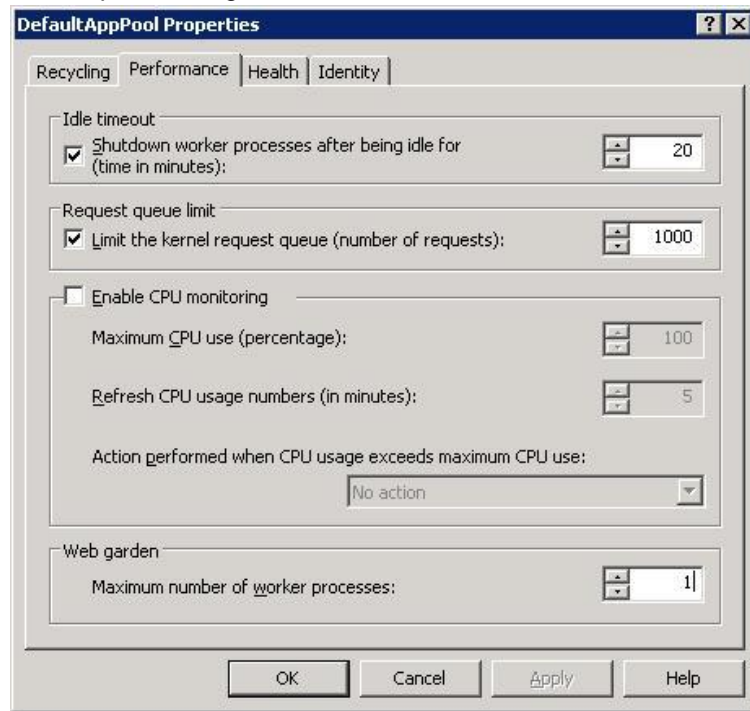 DefaultAppPool Properties
Recycling Performance Health Identity
Idle timeout
Shutdown worker processes after being idle for
(time in minutes):
20
Request queue limit
Limit the kernel request queue (number of requests):
1000
Enable CPU monitoring
Maximum CPU use (percentage):
100
Refresh CPU usage numbers (in minutes):
5
Action performed when CPU usage exceeds maximum CPU use:
No action
Web garden
Maximum number of worker processes:
1
OK Cancel Apply Help